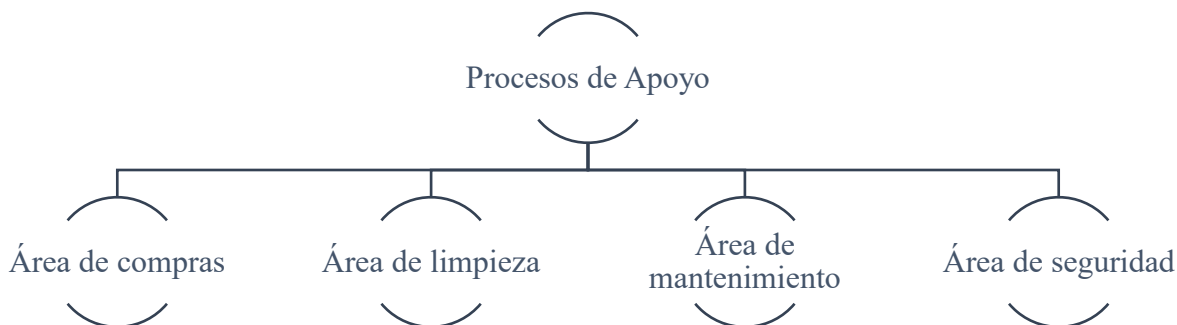 Procesos de Apoyo
Área de compras
Área de limpieza
Área de
mantenimiento
Área de seguridad